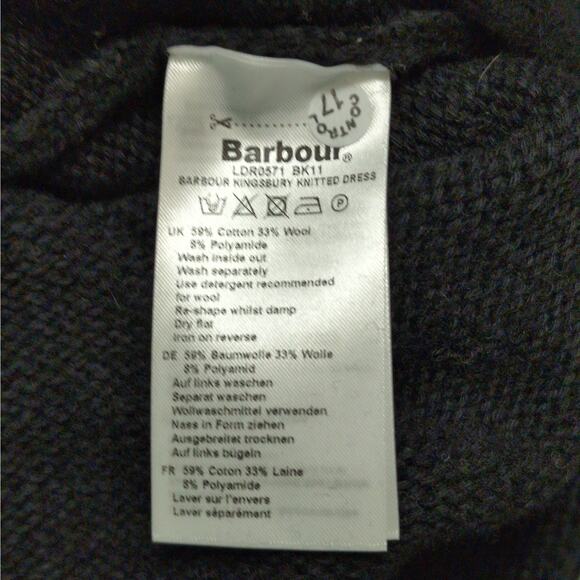 CONTROL
C 17
Barbour®
LDR0571 BK11
BARBOUR KINGSBURY KNITTED DRESS
P
UK 59% Cotton 33% Wool
8% Polyamide
Wash inside out
Wash separately
Use detergent recommended
for wool
Re-shape whilst damp
Dry flat
Iron on reverse
DE 59% Baumwolle 33% Wolle
8% Polyamid
Auf links waschen
Separat waschen
Wollwaschmittel verwenden
Nass in Form ziehen
Ausgebreitet trocknen
Auf links bügeln
FR 59% Coton 33% Laine
8% Polyamide
Laver sur l'envers
Laver séparément